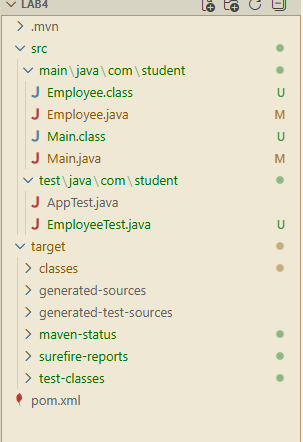 LAB4
.mvn
src
main\java\com\student
J Employee.class U
J Employee.java M
J Main.class U
J Main.java M
test\java\com\student
J AppTest.java
J EmployeeTest.java U
target
classes
generated-sources
generated-test-sources
maven-status
surefire-reports
test-classes
pom.xml